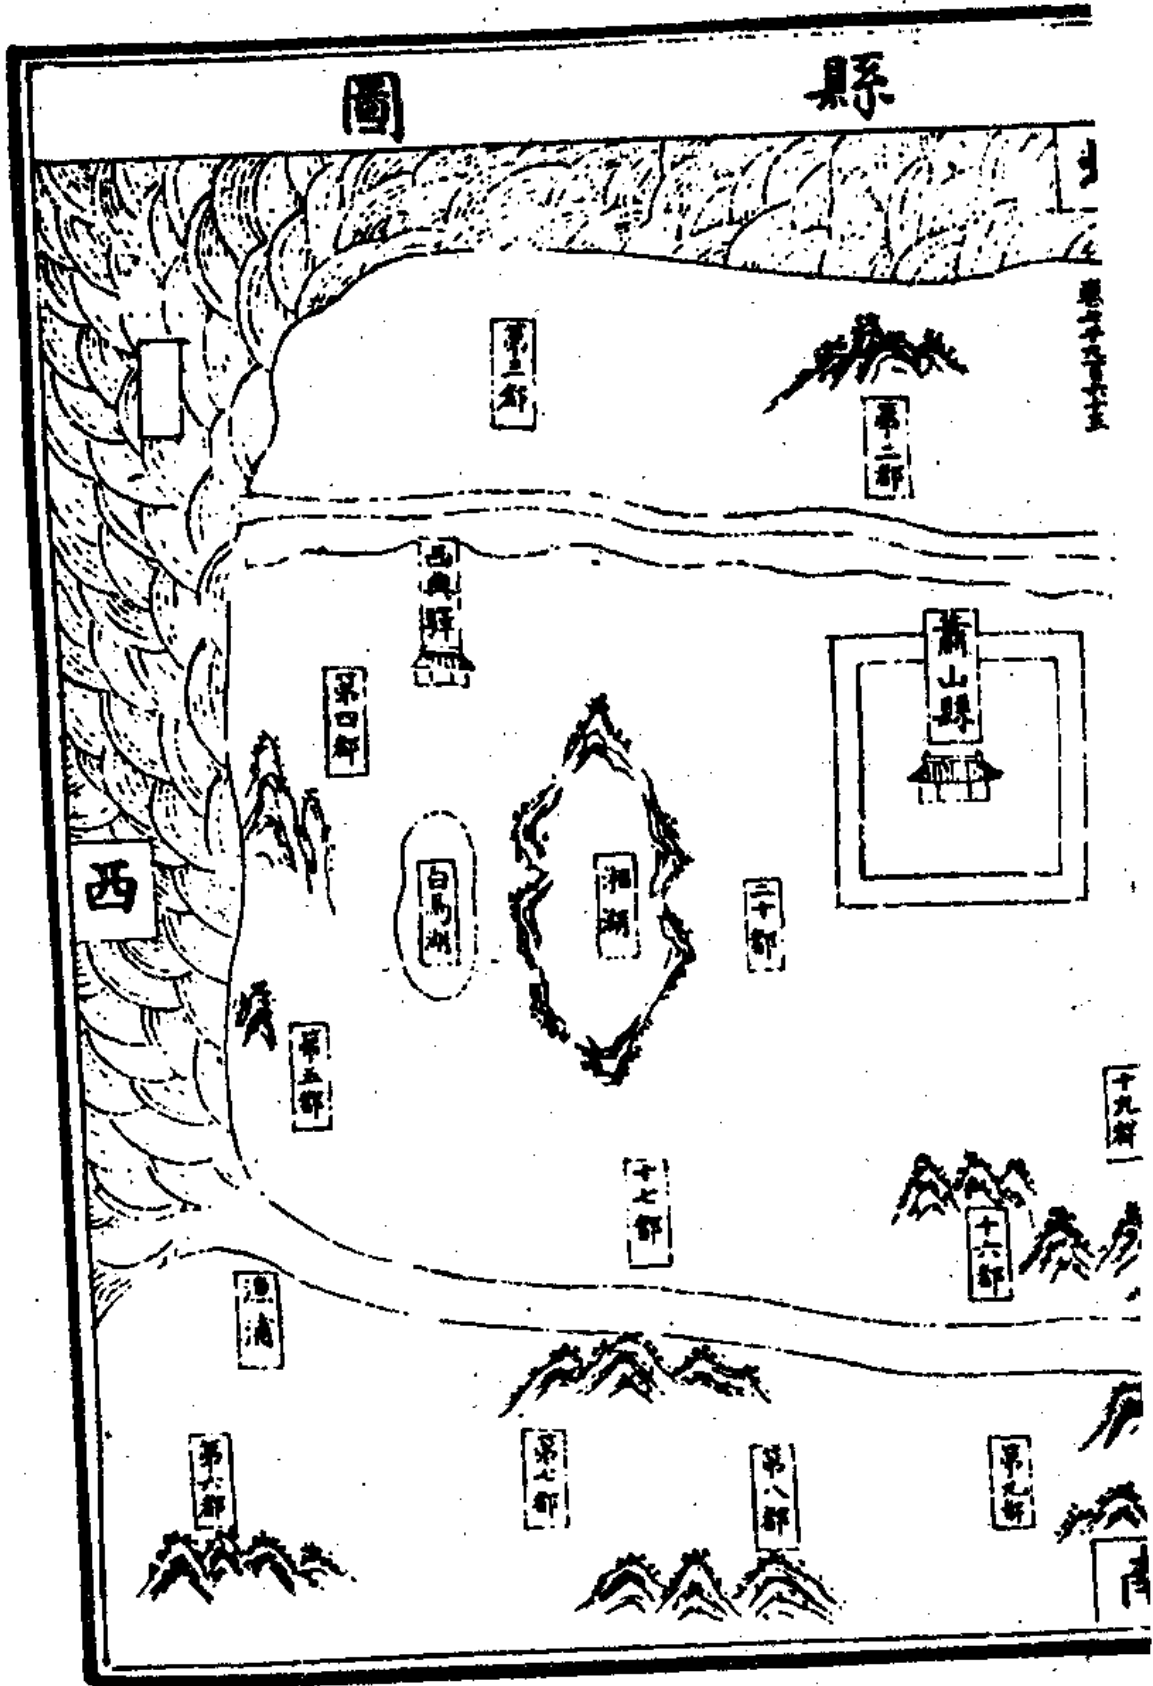 縣圖
第二都
第三都
西興驛
蕭山縣
第四都
西
白馬湖
湘湖
二十都
第五都
十九都
十七都
十六都
漁浦
第六都
第七都
第八都
第九都